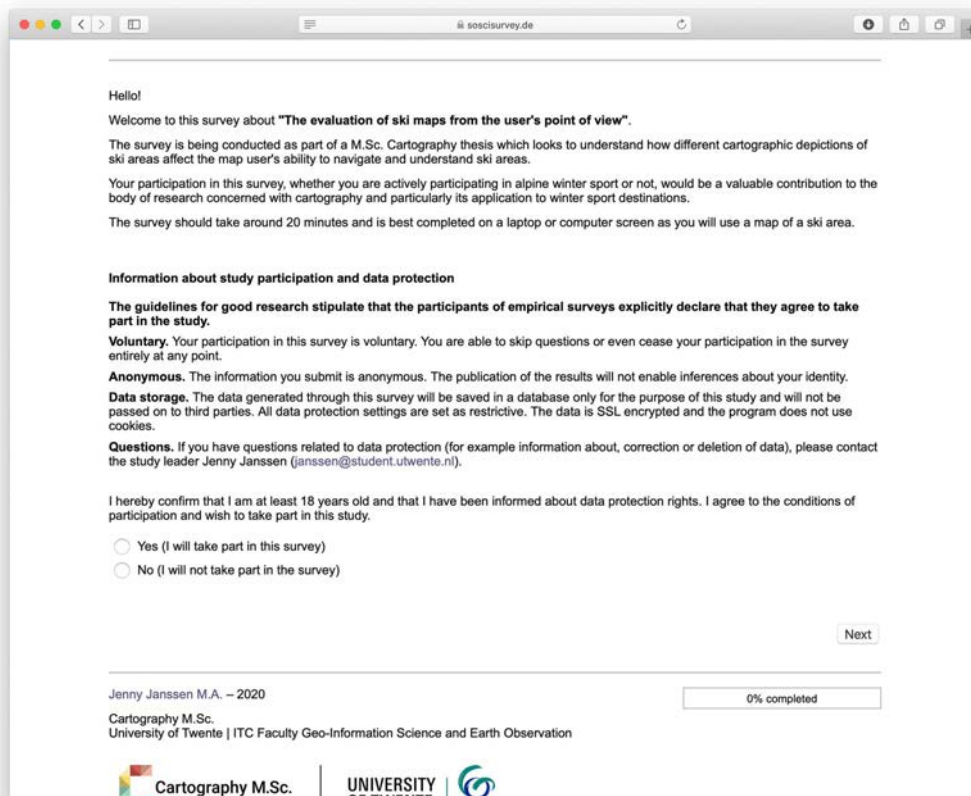 soscisurvey.de
Hello!
Welcome to this survey about "The evaluation of ski maps from the user's point of view".
The survey is being conducted as part of a M.Sc. Cartography thesis which looks to understand how different cartographic depictions of
ski areas affect the map user's ability to navigate and understand ski areas.
Your participation in this survey, whether you are actively participating in alpine winter sport or not, would be a valuable contribution to the
body of research concerned with cartography and particularly its application to winter sport destinations.
The survey should take around 20 minutes and is best completed on a laptop or computer screen as you will use a map of a ski area.
Information about study participation and data protection
The guidelines for good research stipulate that the participants of empirical surveys explicitly declare that they agree to take
part in the study.
Voluntary. Your participation in this survey is voluntary. You are able to skip questions or even cease your participation in the survey
entirely at any point.
Anonymous. The information you submit is anonymous. The publication of the results will not enable inferences about your identity.
Data storage. The data generated through this survey will be saved in a database only for the purpose of this study and will not be
passed on to third parties. All data protection settings are set as restrictive. The data is SSL encrypted and the program does not use
cookies.
Questions. If you have questions related to data protection (for example information about, correction or deletion of data), please contact
the study leader Jenny Janssen (janssen@student.utwente.nl).
I hereby confirm that I am at least 18 years old and that I have been informed about data protection rights. I agree to the conditions of
participation and wish to take part in this study.
Yes (I will take part in this survey)
No (I will not take part in the survey)
Next
Jenny Janssen M.A. – 2020
0% completed
Cartography M.Sc.
University of Twente | ITC Faculty Geo-Information Science and Earth Observation
Cartography M.Sc.
UNIVERSITY
OF TWENTE